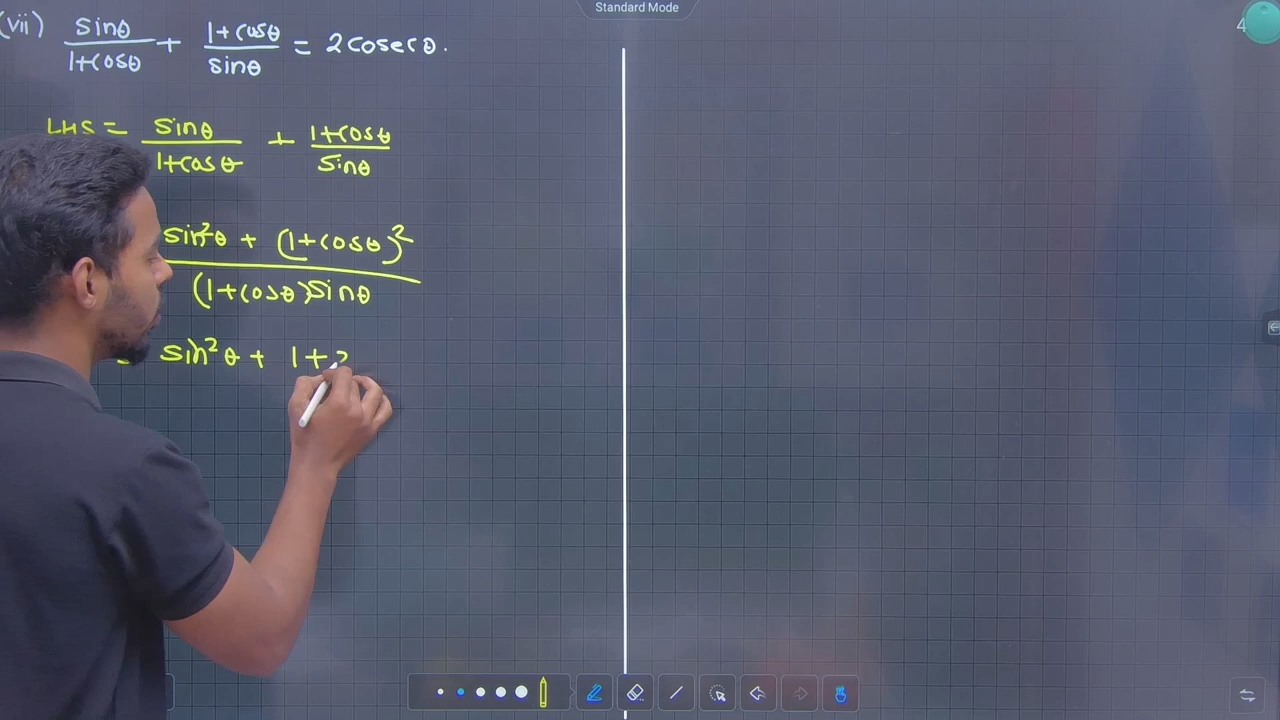 Standard Mode
(vii) sinθ/1+cosθ + 1+cosθ/sinθ = 2cosecθ.
4
LHS = sinθ/1+cosθ + 1+cosθ/sinθ
sin²θ + (1+cosθ)²/(1+cosθ)sinθ
= sin²θ + 1+2